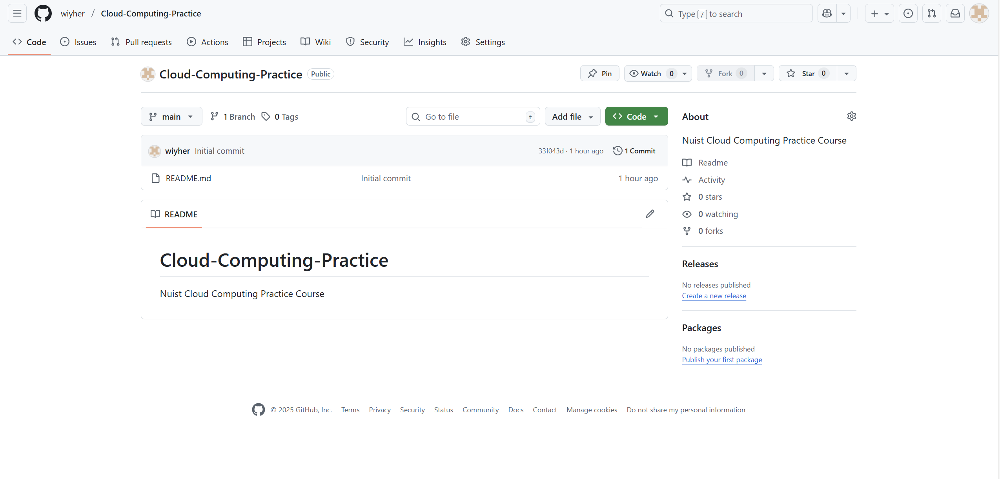 wiyher / Cloud-Computing-Practice
Type / to search
Code Issues Pull requests Actions Projects Wiki Security Insights Settings
Cloud-Computing-Practice Public
Pin Watch 0 Fork 0 Star 0
main 1 Branch 0 Tags Go to file t Add file Code
wiyher Initial commit 33f043d · 1 hour ago 1 Commit
README.md Initial commit 1 hour ago
README
Cloud-Computing-Practice
Nuist Cloud Computing Practice Course
About
Nuist Cloud Computing Practice Course
Readme
Activity
0 stars
0 watching
0 forks
Releases
No releases published
Create a new release
Packages
No packages published
Publish your first package
© 2025 GitHub, Inc. Terms Privacy Security Status Community Docs Contact Manage cookies Do not share my personal information